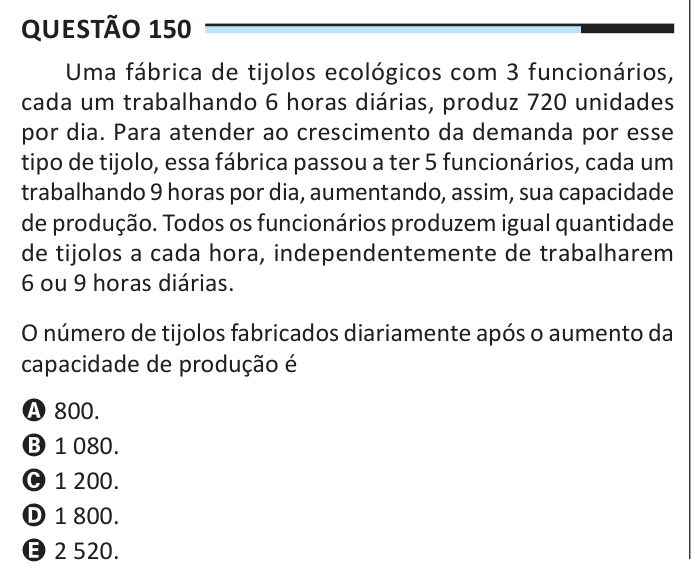 QUESTÃO 150
Uma fábrica de tijolos ecológicos com 3 funcionários,
cada um trabalhando 6 horas diárias, produz 720 unidades
por dia. Para atender ao crescimento da demanda por esse
tipo de tijolo, essa fábrica passou a ter 5 funcionários, cada um
trabalhando 9 horas por dia, aumentando, assim, sua capacidade
de produção. Todos os funcionários produzem igual quantidade
de tijolos a cada hora, independentemente de trabalharem
6 ou 9 horas diárias.
O número de tijolos fabricados diariamente após o aumento da
capacidade de produção é
A 800.
B 1 080.
C 1 200.
D 1 800.
E 2 520.